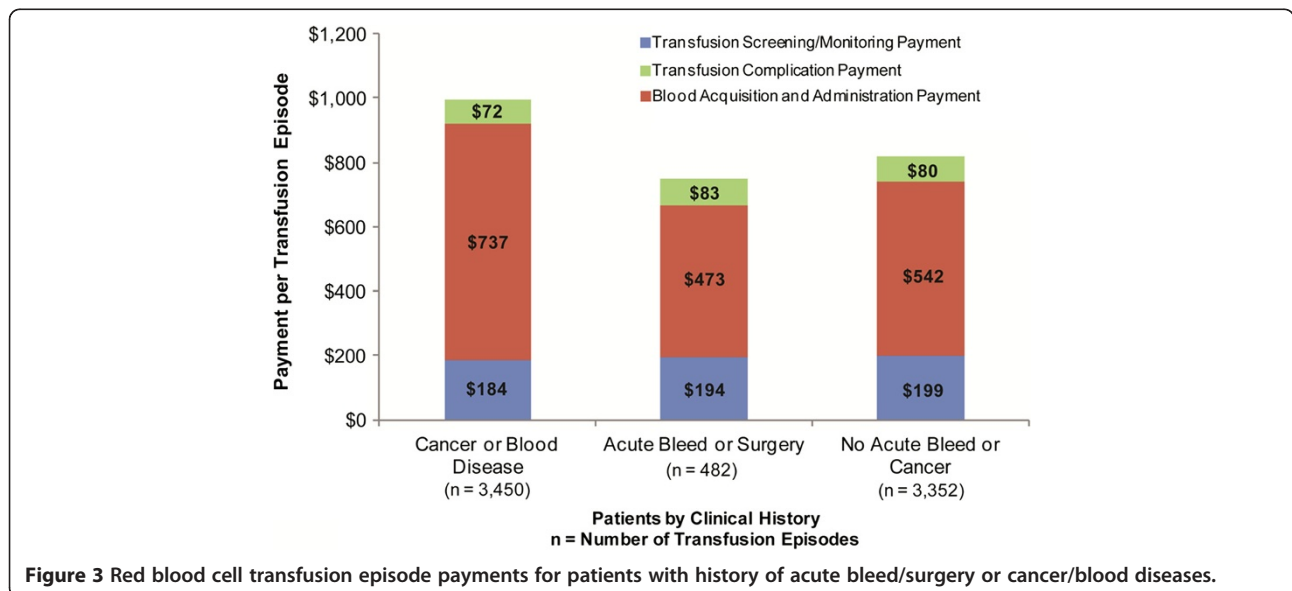 $1,200
$1,000
$800
$600
$400
$200
$0
Payment per Transfusion Episode
Transfusion Screening/Monitoring Payment
Transfusion Complication Payment
Blood Acquisition and Administration Payment
$72
$737
$184
$83
$473
$194
$80
$542
$199
Cancer or Blood
Disease
(n = 3,450)
Acute Bleed or Surgery
(n = 482)
No Acute Bleed or
Cancer
(n = 3,352)
Patients by Clinical History
n = Number of Transfusion Episodes
Figure 3 Red blood cell transfusion episode payments for patients with history of acute bleed/surgery or cancer/blood diseases.